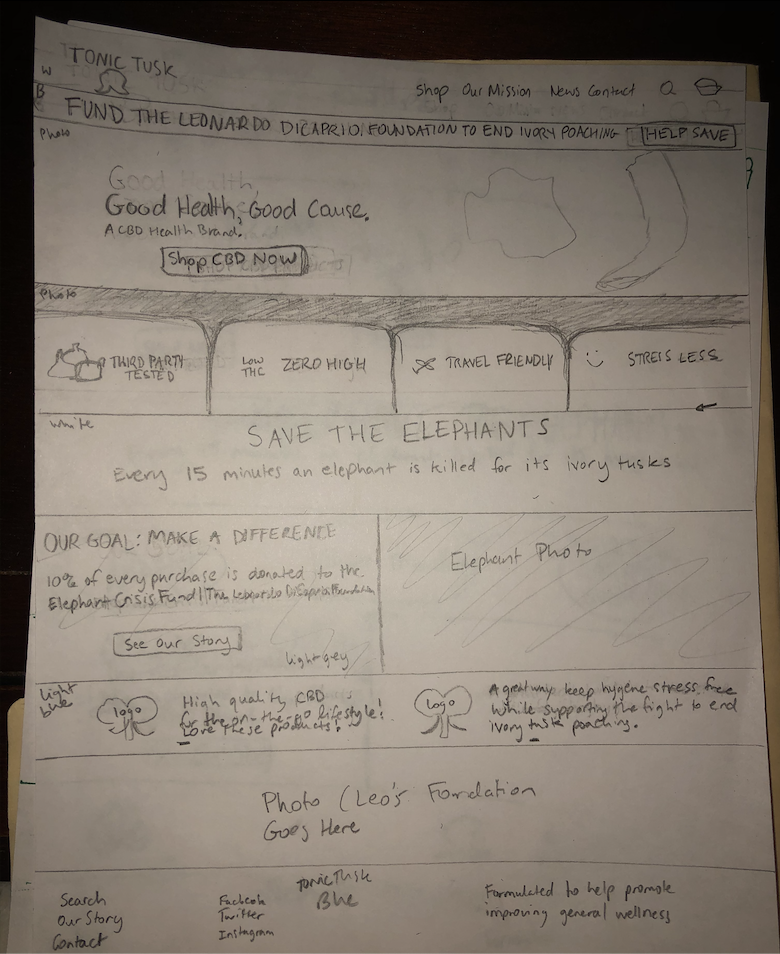 TONIC TUSK
W
Shop Our Mission News Contact
B
FUND THE LEONARDO DICAPRIO FOUNDATION TO END IVORY POACHING HELP SAVE
Photo
Good Health,
Good Health, Good Cause.
A CBD Health Brand.
Shop CBD NOW
Photo
THIRD PARTY
TESTED
LOW
THC
ZERO HIGH
TRAVEL FRIENDLY
STRESS LESS
white
SAVE THE ELEPHANTS
Every 15 minutes an elephant is killed for its ivory tusks
OUR GOAL: MAKE A DIFFERENCE
10% of every purchase is donated to the
Elephant Crisis Fund | The Leonardo DiCaprio Foundation
See Our Story
light grey
Elephant Photo
light
blue
logo
High quality CBD
for the on-the-go lifestyle!
Love these products!
logo
A great way keep hygene stress free
While supporting the fight to end
ivory tusk poaching.
Photo (Leo's Fondation
Goes Here
Search
Our Story
Contact
Twitter
Instagram
TONIC TUSK
Blue
Formulated to help promote
improving general wellness